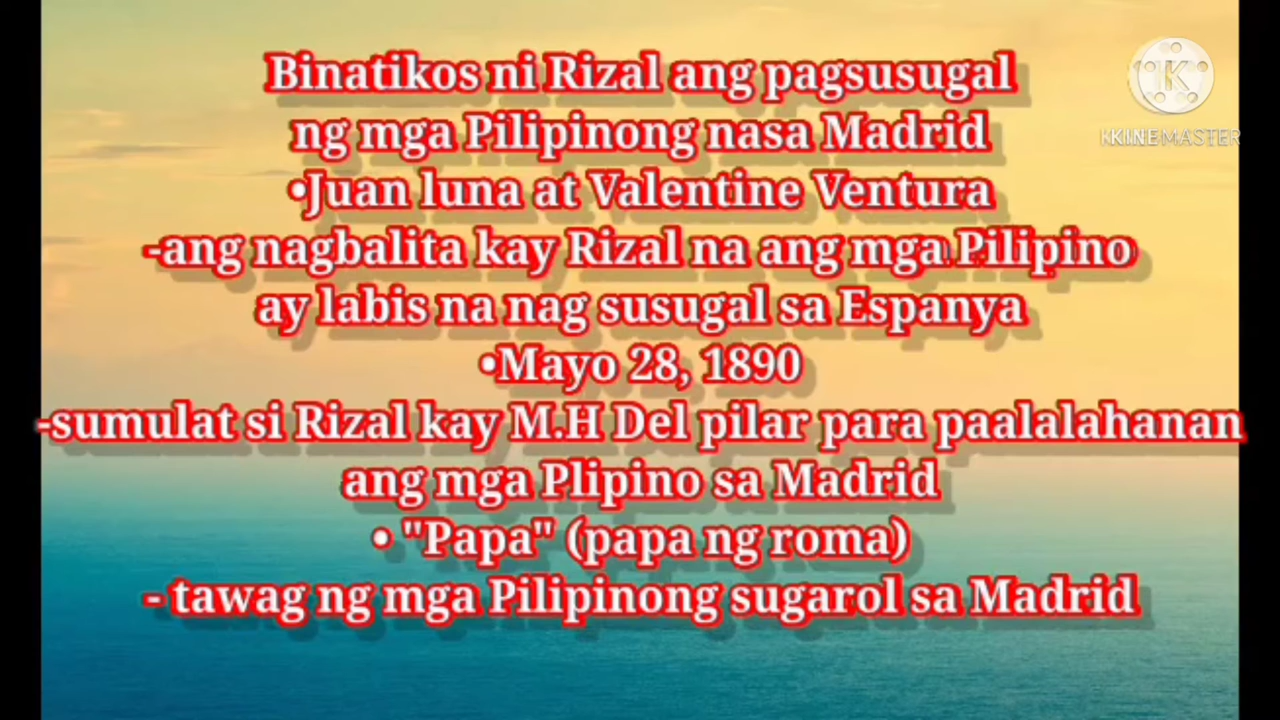 Binatikos ni Rizal ang pagsusugal
ng mga Pilipinong nasa Madrid
•Juan luna at Valentine Ventura
-ang nagbalita kay Rizal na ang mga Pilipino
ay labis na nag susugal sa Espanya
•Mayo 28, 1890
-sumulat si Rizal kay M.H Del pilar para paalalahanan
ang mga Plipino sa Madrid
• "Papa" (papa ng roma)
- tawag ng mga Pilipinong sugarol sa Madrid
K
KINEMASTER